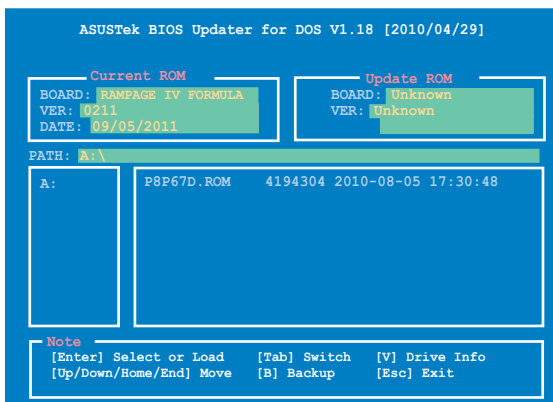 ASUSTek BIOS Updater for DOS V1.18 [2010/04/29]
Current ROM
BOARD: RAMPAGE IV FORMULA
VER: 0211
DATE: 09/05/2011
Update ROM
BOARD: Unknown
VER: Unknown
PATH: A:\
A:
P8P67D.ROM 4194304 2010-08-05 17:30:48
Note
[Enter] Select or Load [Tab] Switch [V] Drive Info
[Up/Down/Home/End] Move [B] Backup [Esc] Exit